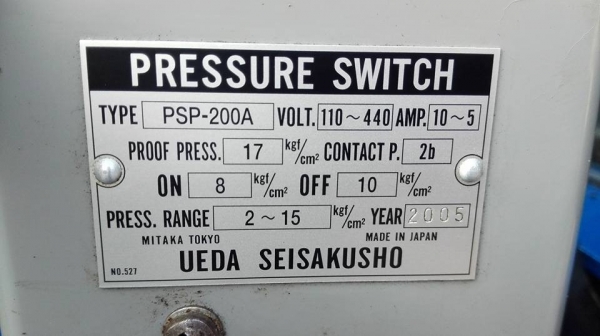 PRESSURE SWITCH
TYPE PSP-200A VOLT. 110~440 AMP. 10~5
PROOF PRESS. 17 kgf/cm² CONTACT P. 2b
ON 8 kgf/cm² OFF 10 kgf/cm²
PRESS. RANGE 2~15 kgf/cm² YEAR 2005
MITAKA TOKYO MADE IN JAPAN
NO.527 UEDA SEISAKUSHO